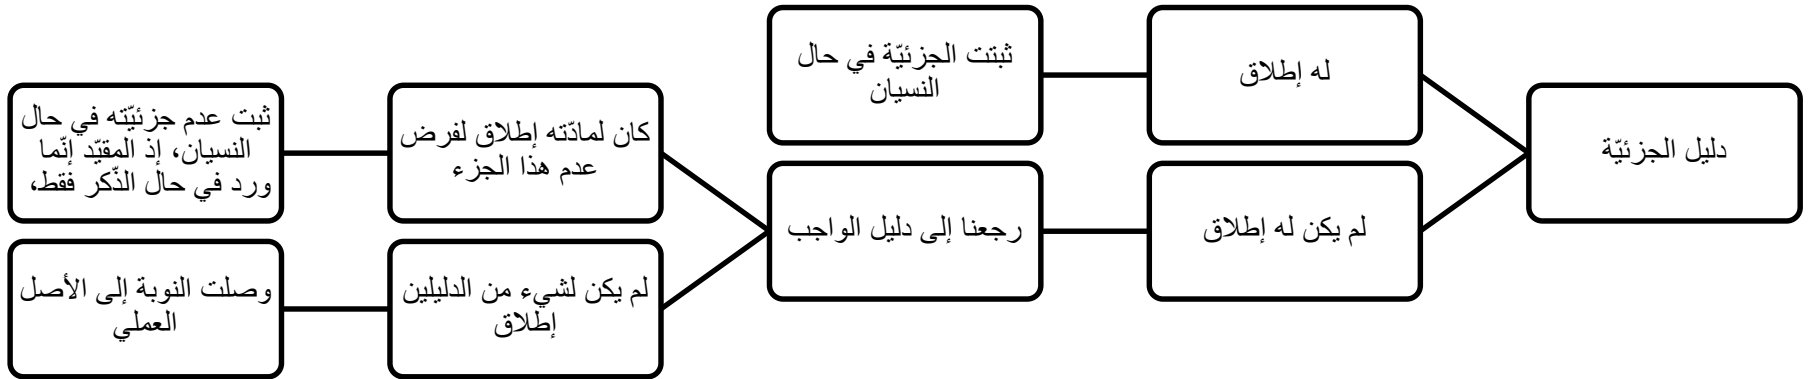 دليل الجزئيّة
له إطلاق
ثبتت الجزئيّة في حال
النسيان
لم يكن له إطلاق
رجعنا إلى دليل الواجب
كان لمادّته إطلاق لفرض
عدم هذا الجزء
ثبت عدم جزئيّته في حال
النسيان، إذ المقيّد إنّما
ورد في حال الذّكر فقط،
لم يكن لشيء من الدليلين
إطلاق
وصلت النوبة إلى الأصل
العملي